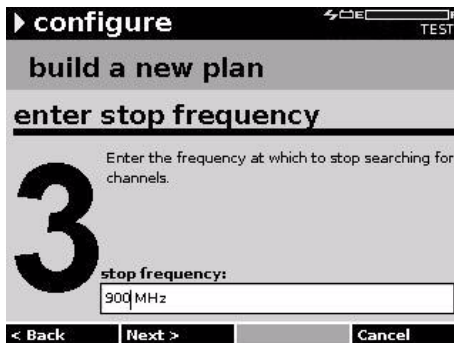 configure
E
TEST
build a new plan
enter stop frequency
3
Enter the frequency at which to stop searching for
channels.
stop frequency:
900 MHz
< Back Next > Cancel